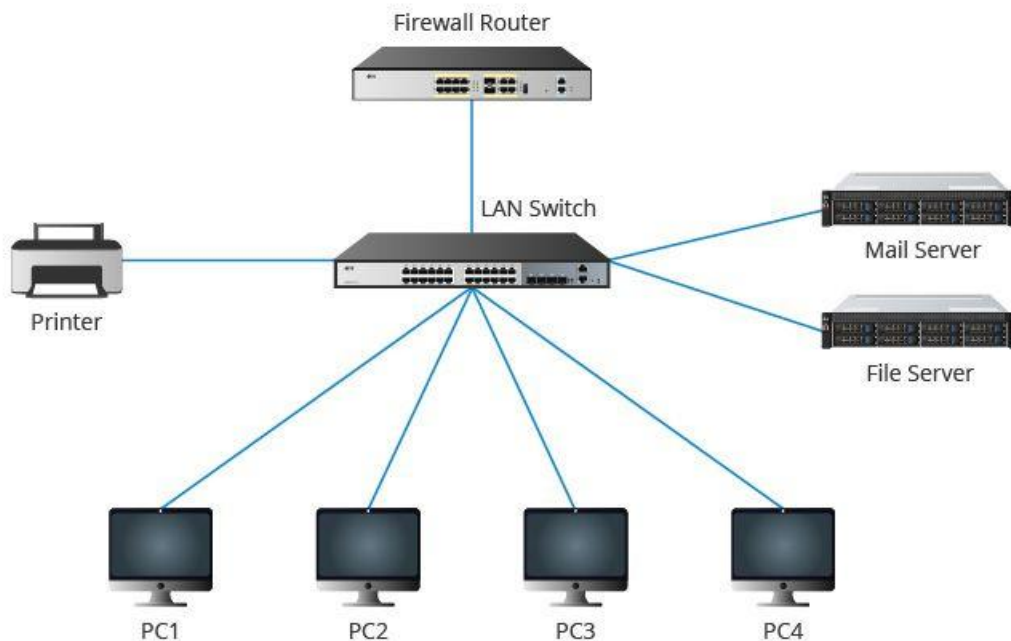 Firewall Router
LAN Switch
Mail Server
Printer
File Server
PC1
PC2
PC3
PC4